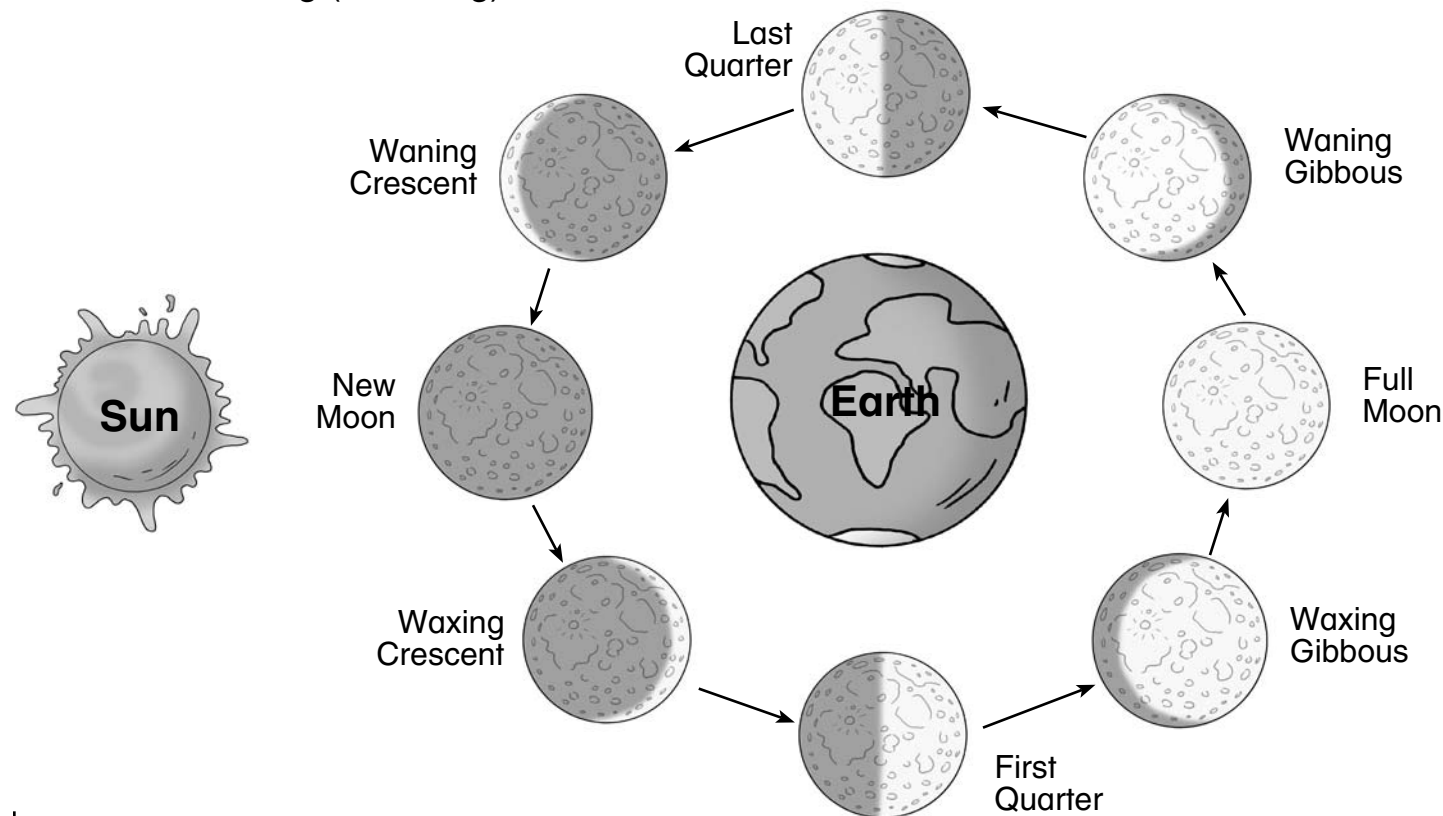 Last
Quarter
Waning
Crescent
Waning
Gibbous
New
Moon
Sun
Earth
Full
Moon
Waxing
Crescent
Waxing
Gibbous
First
Quarter